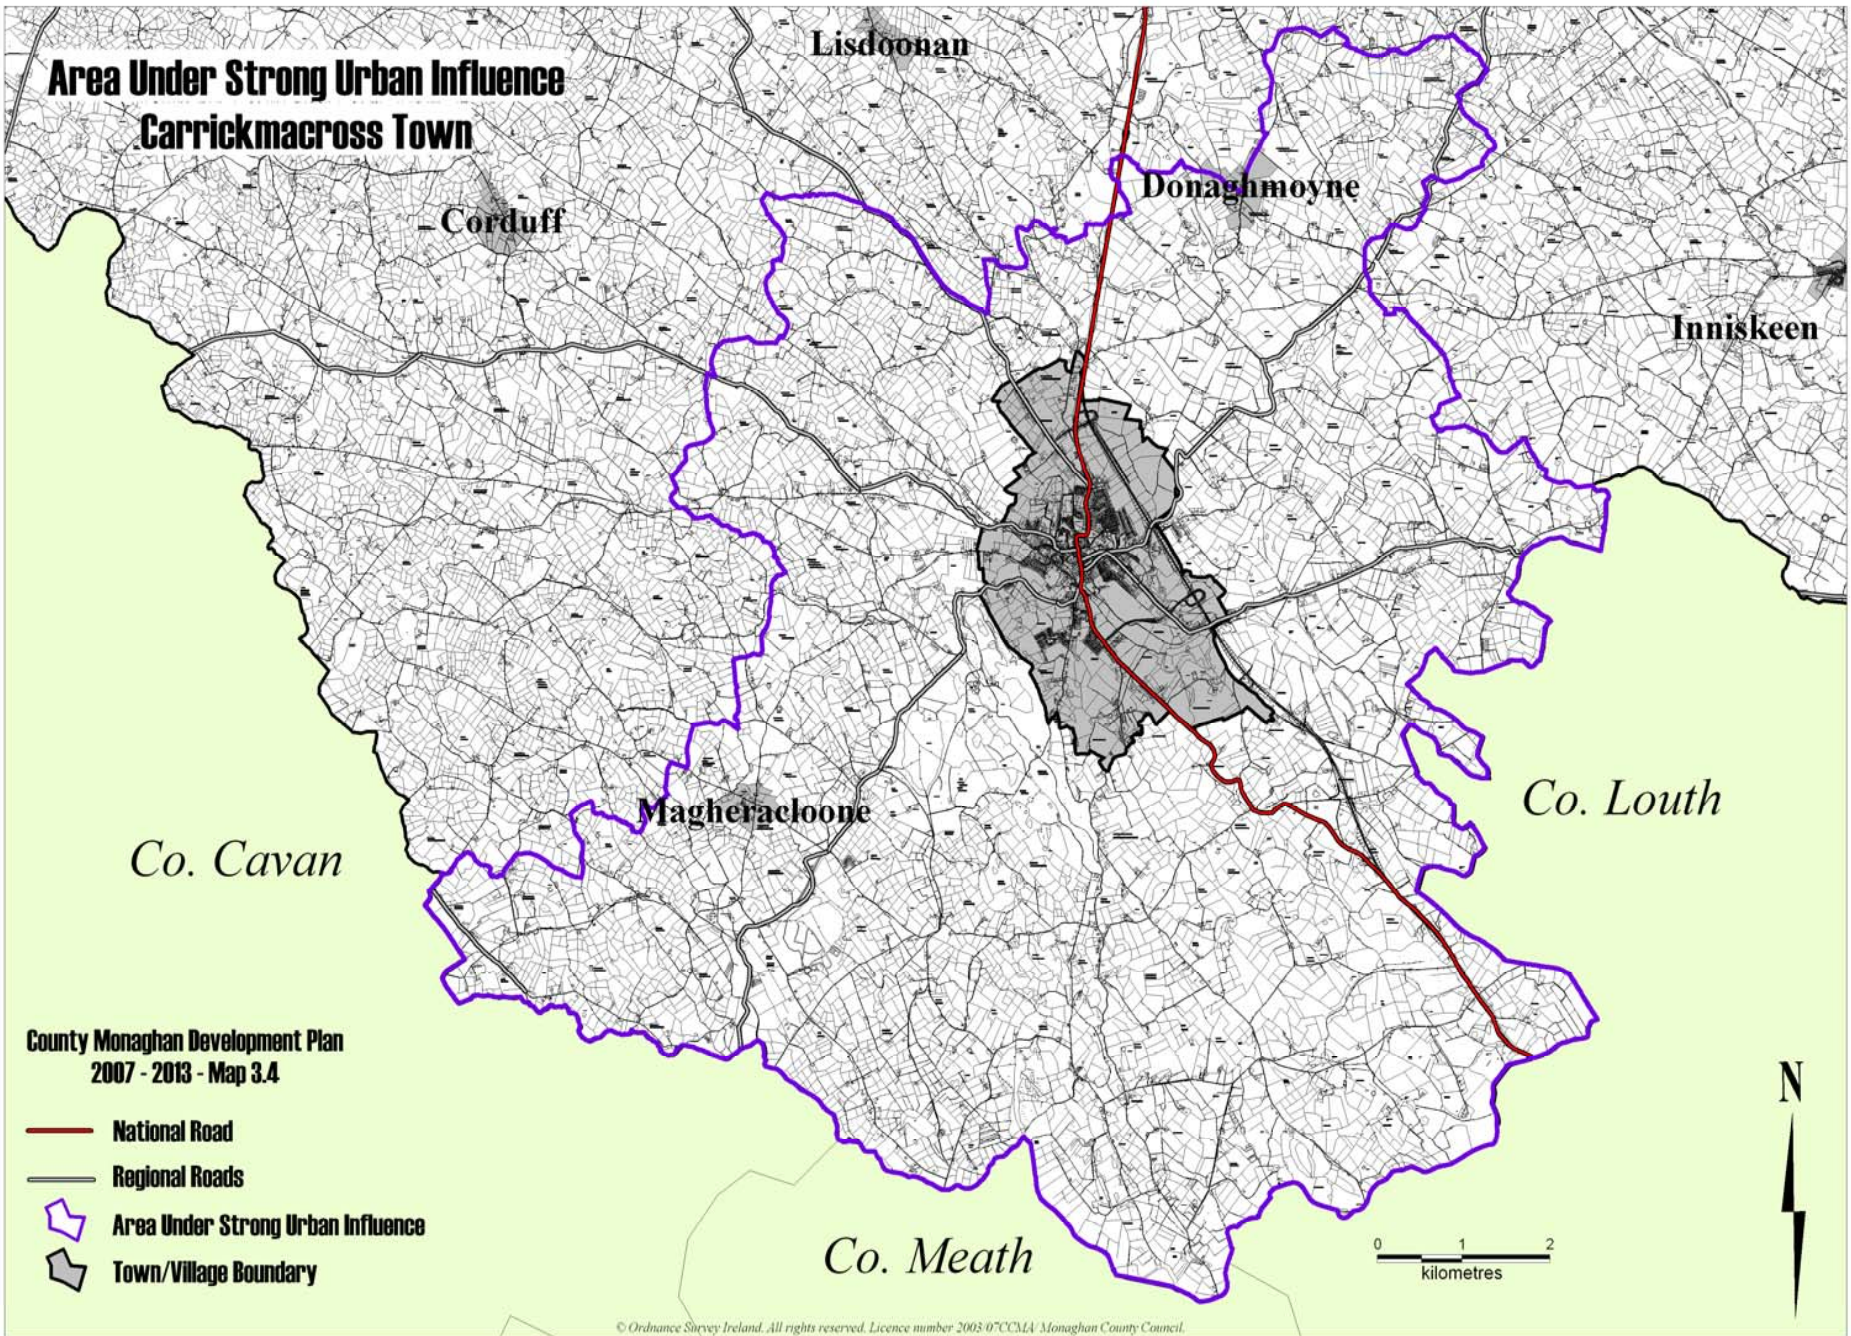 Area Under Strong Urban Influence
Carrickmacross Town
Lisdoonan
Donaghmoyne
Corduff
Inniskeen
Magheracloone
Co. Louth
Co. Cavan
Co. Meath
County Monaghan Development Plan
2007 - 2013 - Map 3.4
National Road
Regional Roads
Area Under Strong Urban Influence
Town/Village Boundary
N
0 1 2
kilometres
© Ordnance Survey Ireland. All rights reserved. Licence number 2003/07CCMA/ Monaghan County Council.